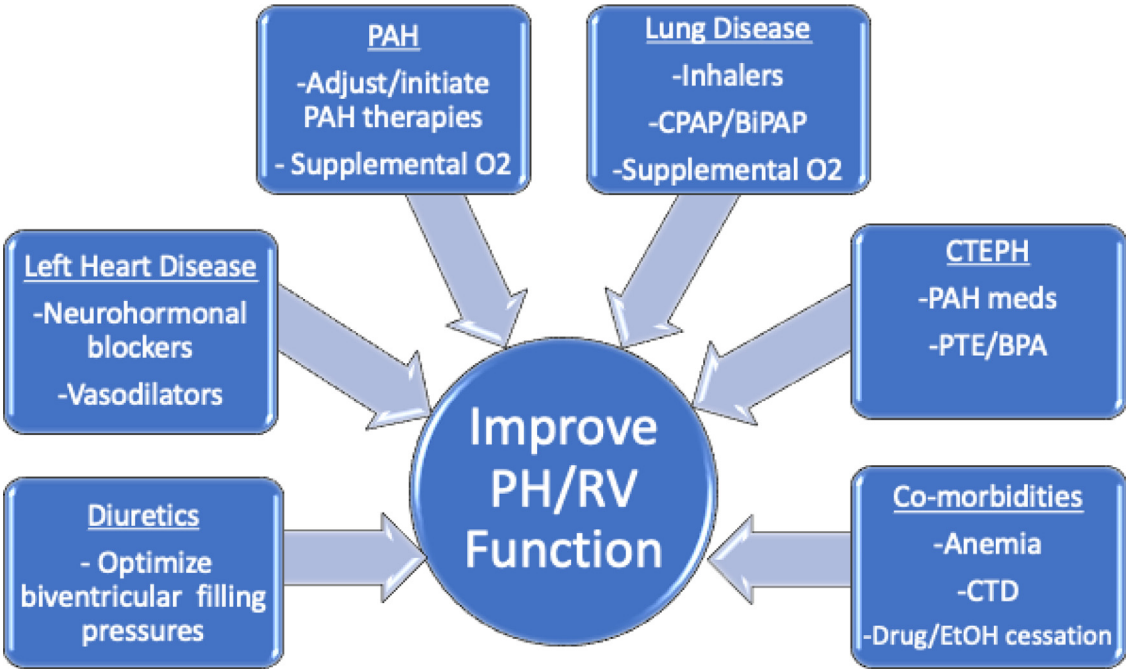 PAH
-Adjust/initiate
PAH therapies
- Supplemental O2
Lung Disease
-Inhalers
-CPAP/BiPAP
-Supplemental O2
Left Heart Disease
-Neurohormonal
blockers
-Vasodilators
CTEPH
-PAH meds
-PTE/BPA
Improve
PH/RV
Function
Diuretics
- Optimize
biventricular filling
pressures
Co-morbidities
-Anemia
-CTD
-Drug/EtOH cessation